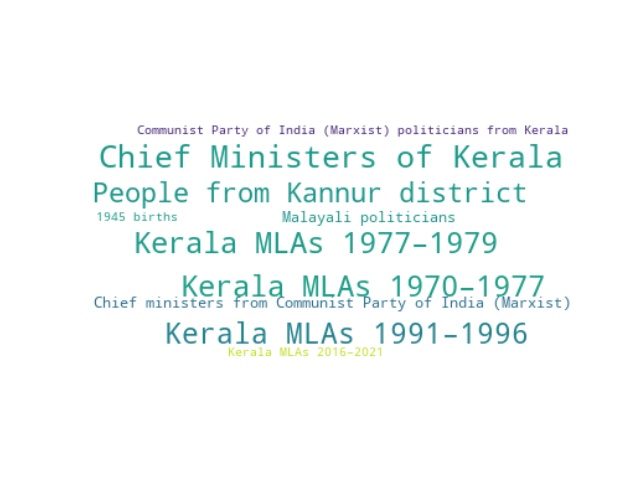 Communist Party of India (Marxist) politicians from Kerala
Chief Ministers of Kerala
People from Kannur district
1945 births
Malayali politicians
Kerala MLAs 1977–1979
Kerala MLAs 1970–1977
Chief ministers from Communist Party of India (Marxist)
Kerala MLAs 1991–1996
Kerala MLAs 2016–2021